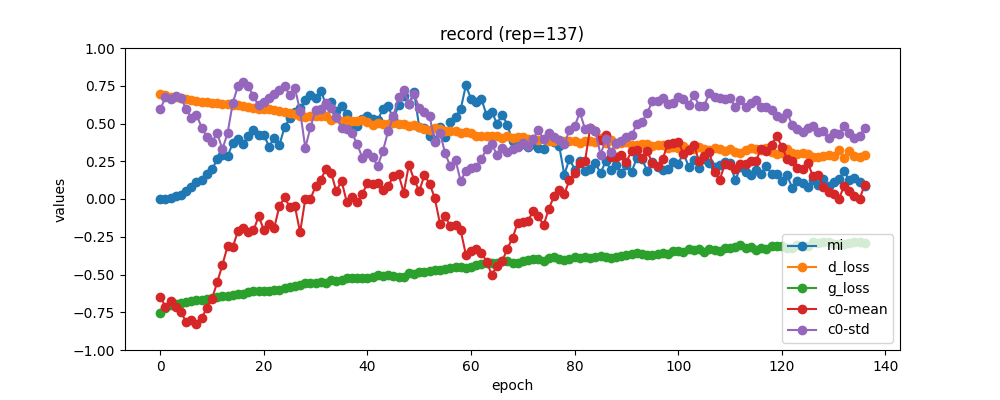 record (rep=137)
1.00
0.75
0.50
0.25
0.00
−0.25
−0.50
−0.75
−1.00
values
0 20 40 60 80 100 120 140
epoch
mi
d_loss
g_loss
c0-mean
c0-std